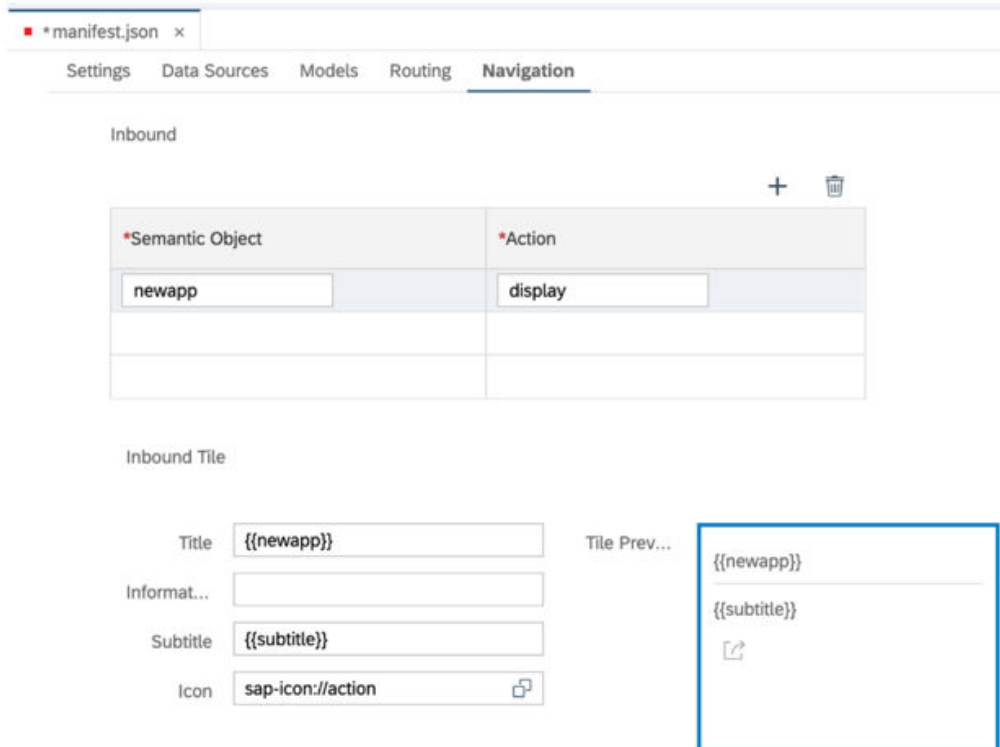 *manifest.json ×
Settings Data Sources Models Routing Navigation
Inbound
*Semantic Object *Action
newapp display
Inbound Tile
Title {{newapp}} Tile Prev... {{newapp}}
Informat... {{subtitle}}
Subtitle {{subtitle}}
Icon sap-icon://action